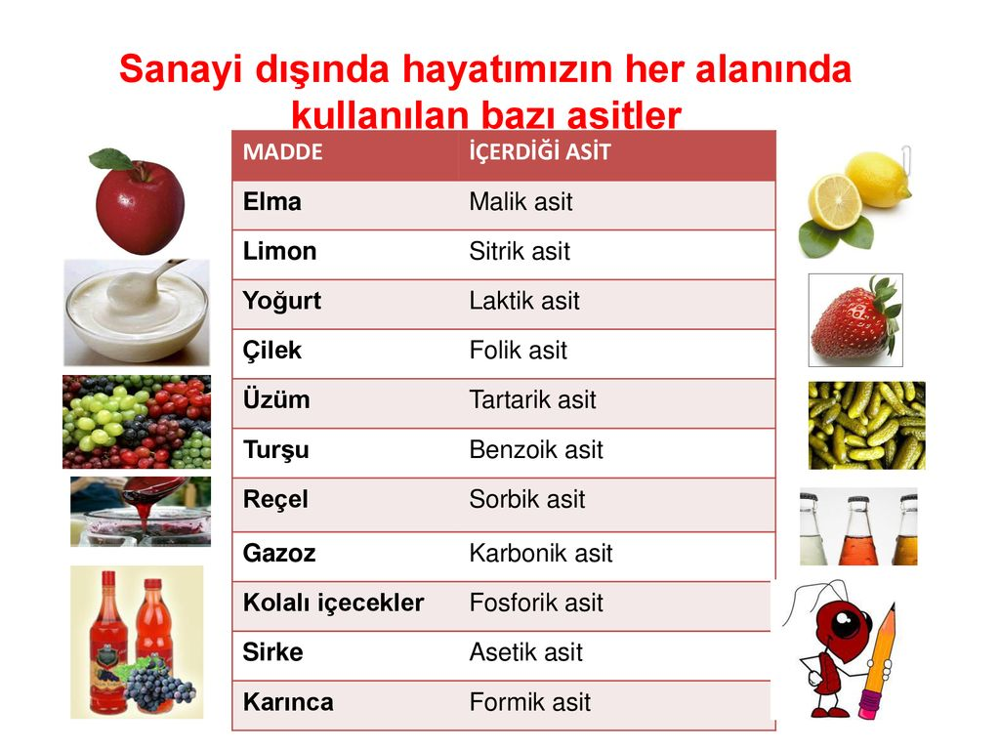 Sanayi dışında hayatımızın her alanında
kullanılan bazı asitler
MADDE İÇERDİĞİ ASİT
Elma Malik asit
Limon Sitrik asit
Yoğurt Laktik asit
Çilek Folik asit
Üzüm Tartarik asit
Turşu Benzoik asit
Reçel Sorbik asit
Gazoz Karbonik asit
Kolalı içecekler Fosforik asit
Sirke Asetik asit
Karınca Formik asit